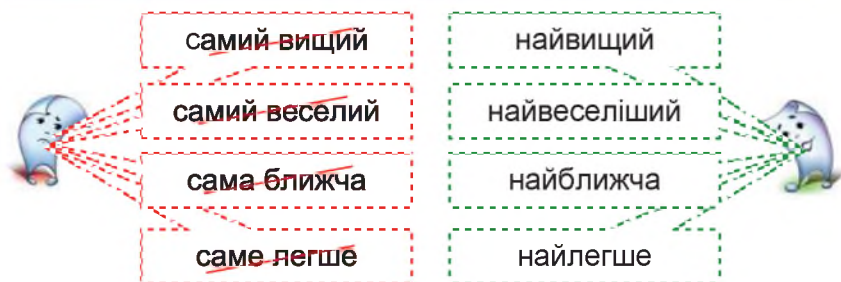 самий вищий
найвищий
самий веселий
найвеселіший
сама ближча
найближча
саме легше
найлегше